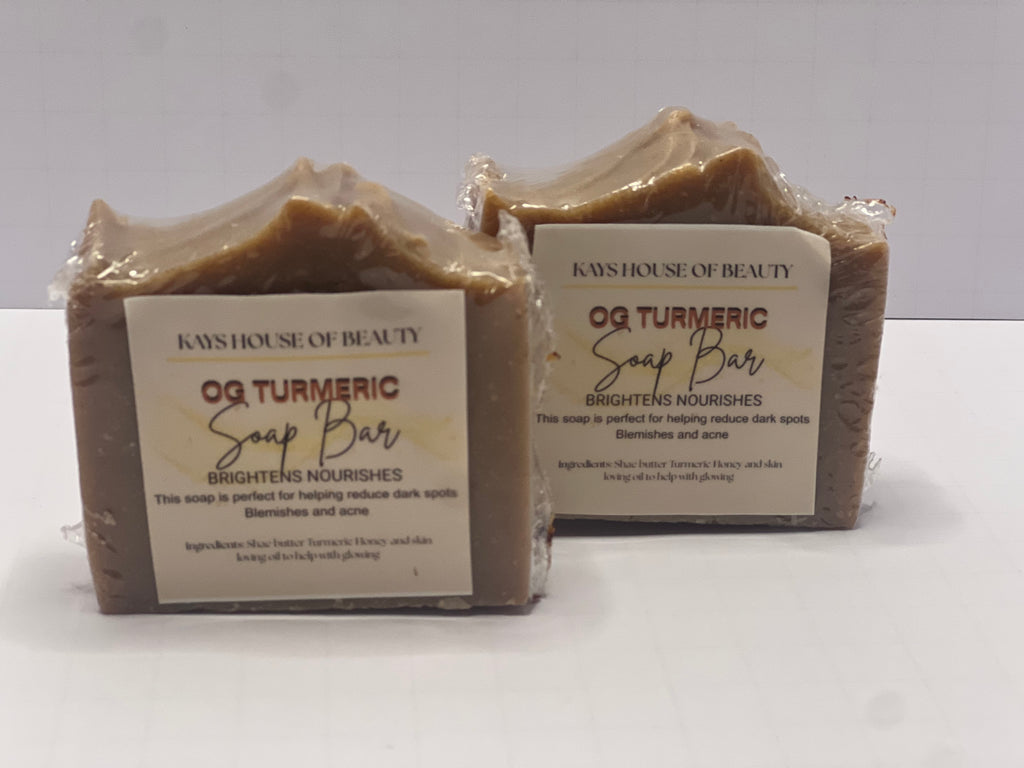 KAYS HOUSE OF BEAUTY
OG TURMERIC
Soap Bar
BRIGHTENS NOURISHES
This soap is perfect for helping reduce dark spots
Blemishes and acne
Ingredients: Shae butter Turmeric Honey and skin
loving oil to help with glowing
KAYS HOUSE OF BEAUTY
OG TURMERIC
Soap Bar
BRIGHTENS NOURISHES
This soap is perfect for helping reduce dark spots
Blemishes and acne
Ingredients: Shae butter Turmeric Honey and skin
loving oil to help with glowing